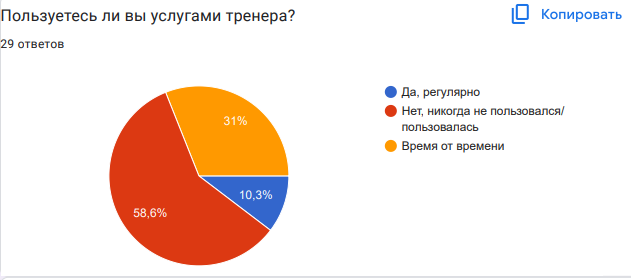 Пользуетесь ли вы услугами тренера?
Копировать
29 ответов
31%
10,3%
58,6%
Да, регулярно
Нет, никогда не пользовался/
пользовалась
Время от времени